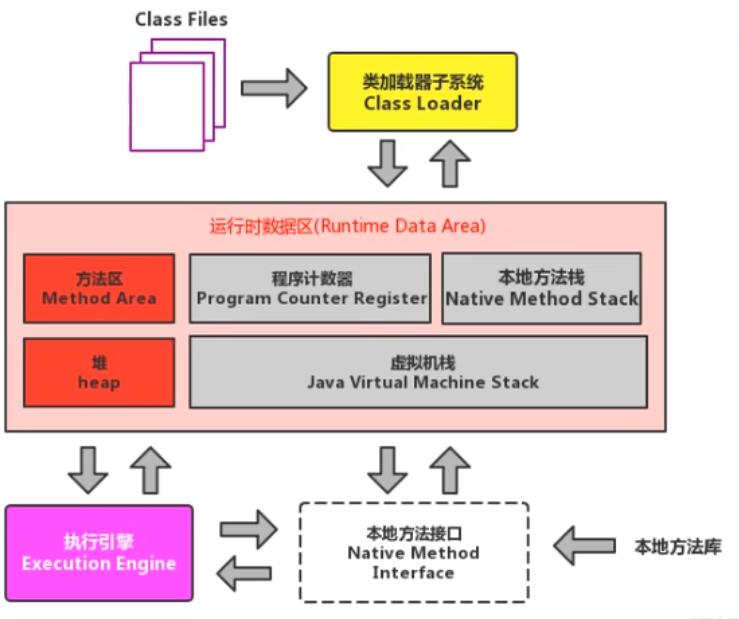 Class Files
类加载器子系统
Class Loader
运行时数据区(Runtime Data Area)
方法区
Method Area
程序计数器
Program Counter Register
本地方法栈
Native Method Stack
堆
heap
虚拟机栈
Java Virtual Machine Stack
执行引擎
Execution Engine
本地方法接口
Native Method
Interface
本地方法库